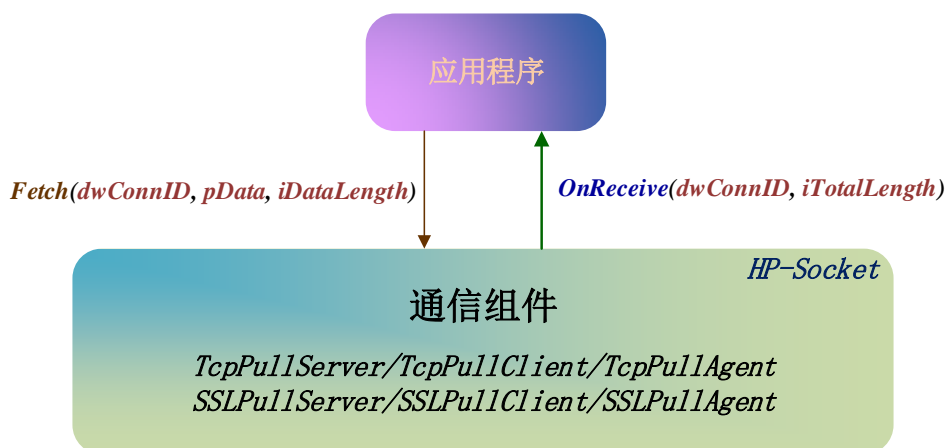 应用程序
Fetch(dwConnID, pData, iDataLength)
OnReceive(dwConnID, iTotalLength)
HP-Socket
通信组件
TcpPullServer/TcpPullClient/TcpPullAgent
SSLPullServer/SSLPullClient/SSLPullAgent